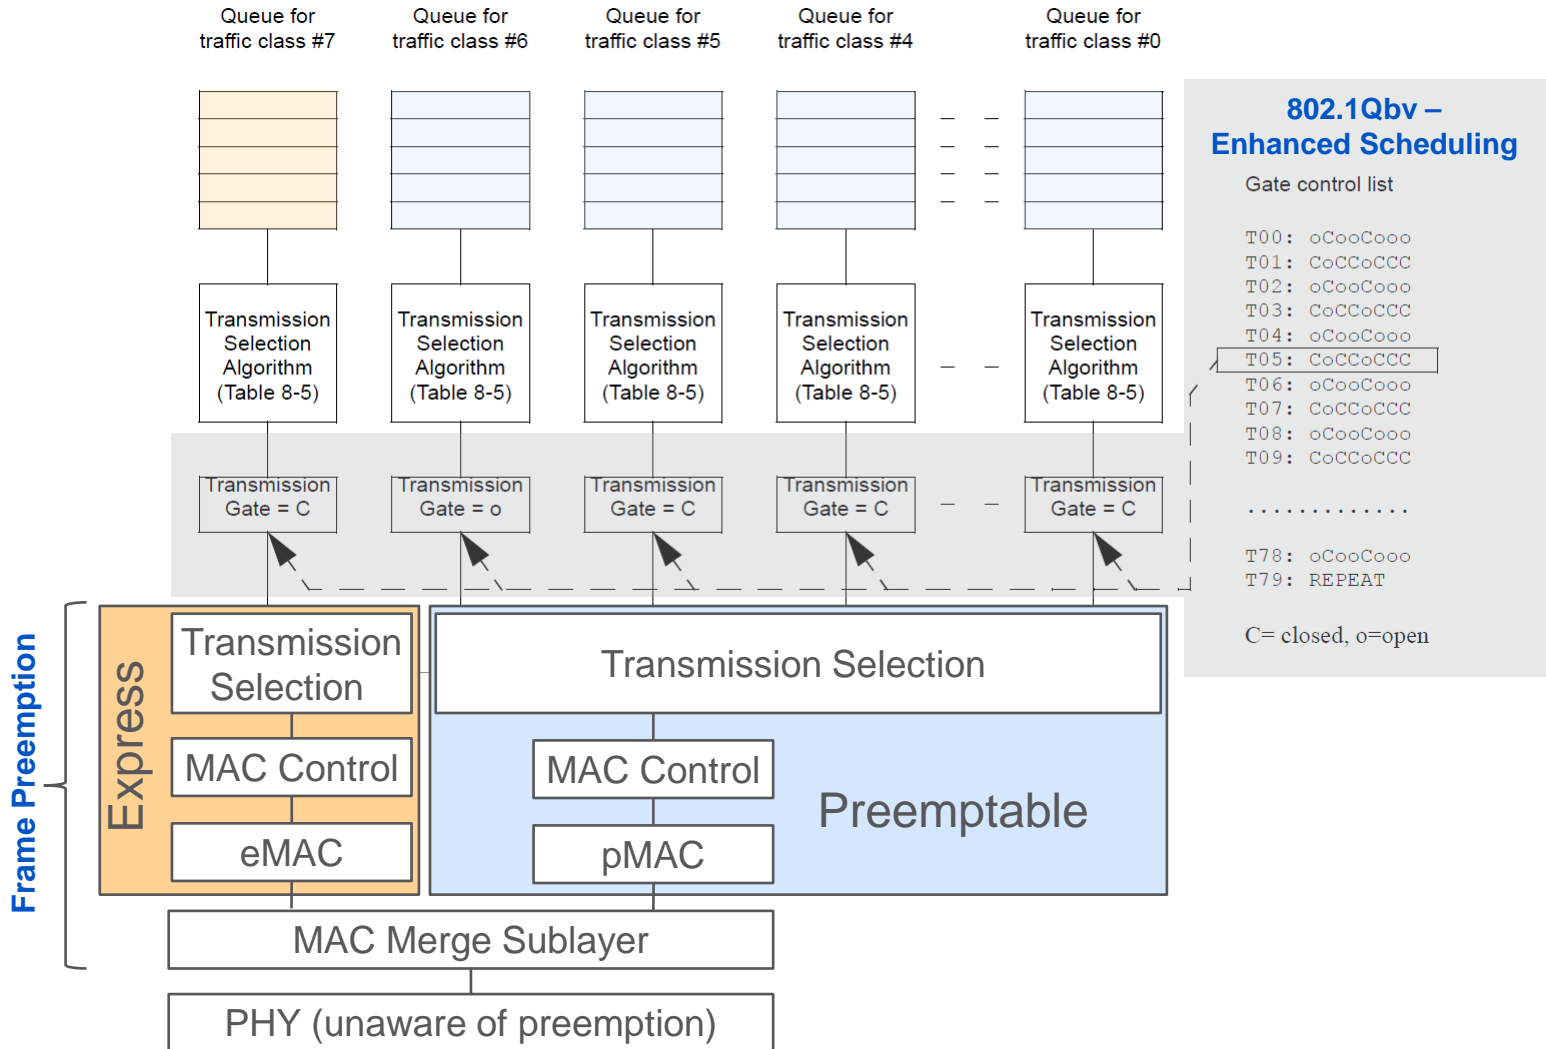 Queue for
traffic class #7
Queue for
traffic class #6
Queue for
traffic class #5
Queue for
traffic class #4
Queue for
traffic class #0
802.1Qbv –
Enhanced Scheduling
Gate control list
T00: oCooCooo
T01: CoCCoCCC
T02: oCooCooo
T03: CoCCoCCC
T04: oCooCooo
T05: CoCCoCCC
T06: oCooCooo
T07: CoCCoCCC
T08: oCooCooo
T09: CoCCoCCC
.............
T78: oCooCooo
T79: REPEAT
C= closed, o=open
Transmission
Selection
Algorithm
(Table 8-5)
Transmission
Selection
Algorithm
(Table 8-5)
Transmission
Selection
Algorithm
(Table 8-5)
Transmission
Selection
Algorithm
(Table 8-5)
Transmission
Selection
Algorithm
(Table 8-5)
Transmission
Gate = C
Transmission
Gate = o
Transmission
Gate = C
Transmission
Gate = C
Transmission
Gate = C
Frame Preemption
Express
Transmission
Selection
MAC Control
eMAC
Transmission Selection
MAC Control
pMAC
Preemptable
MAC Merge Sublayer
PHY (unaware of preemption)